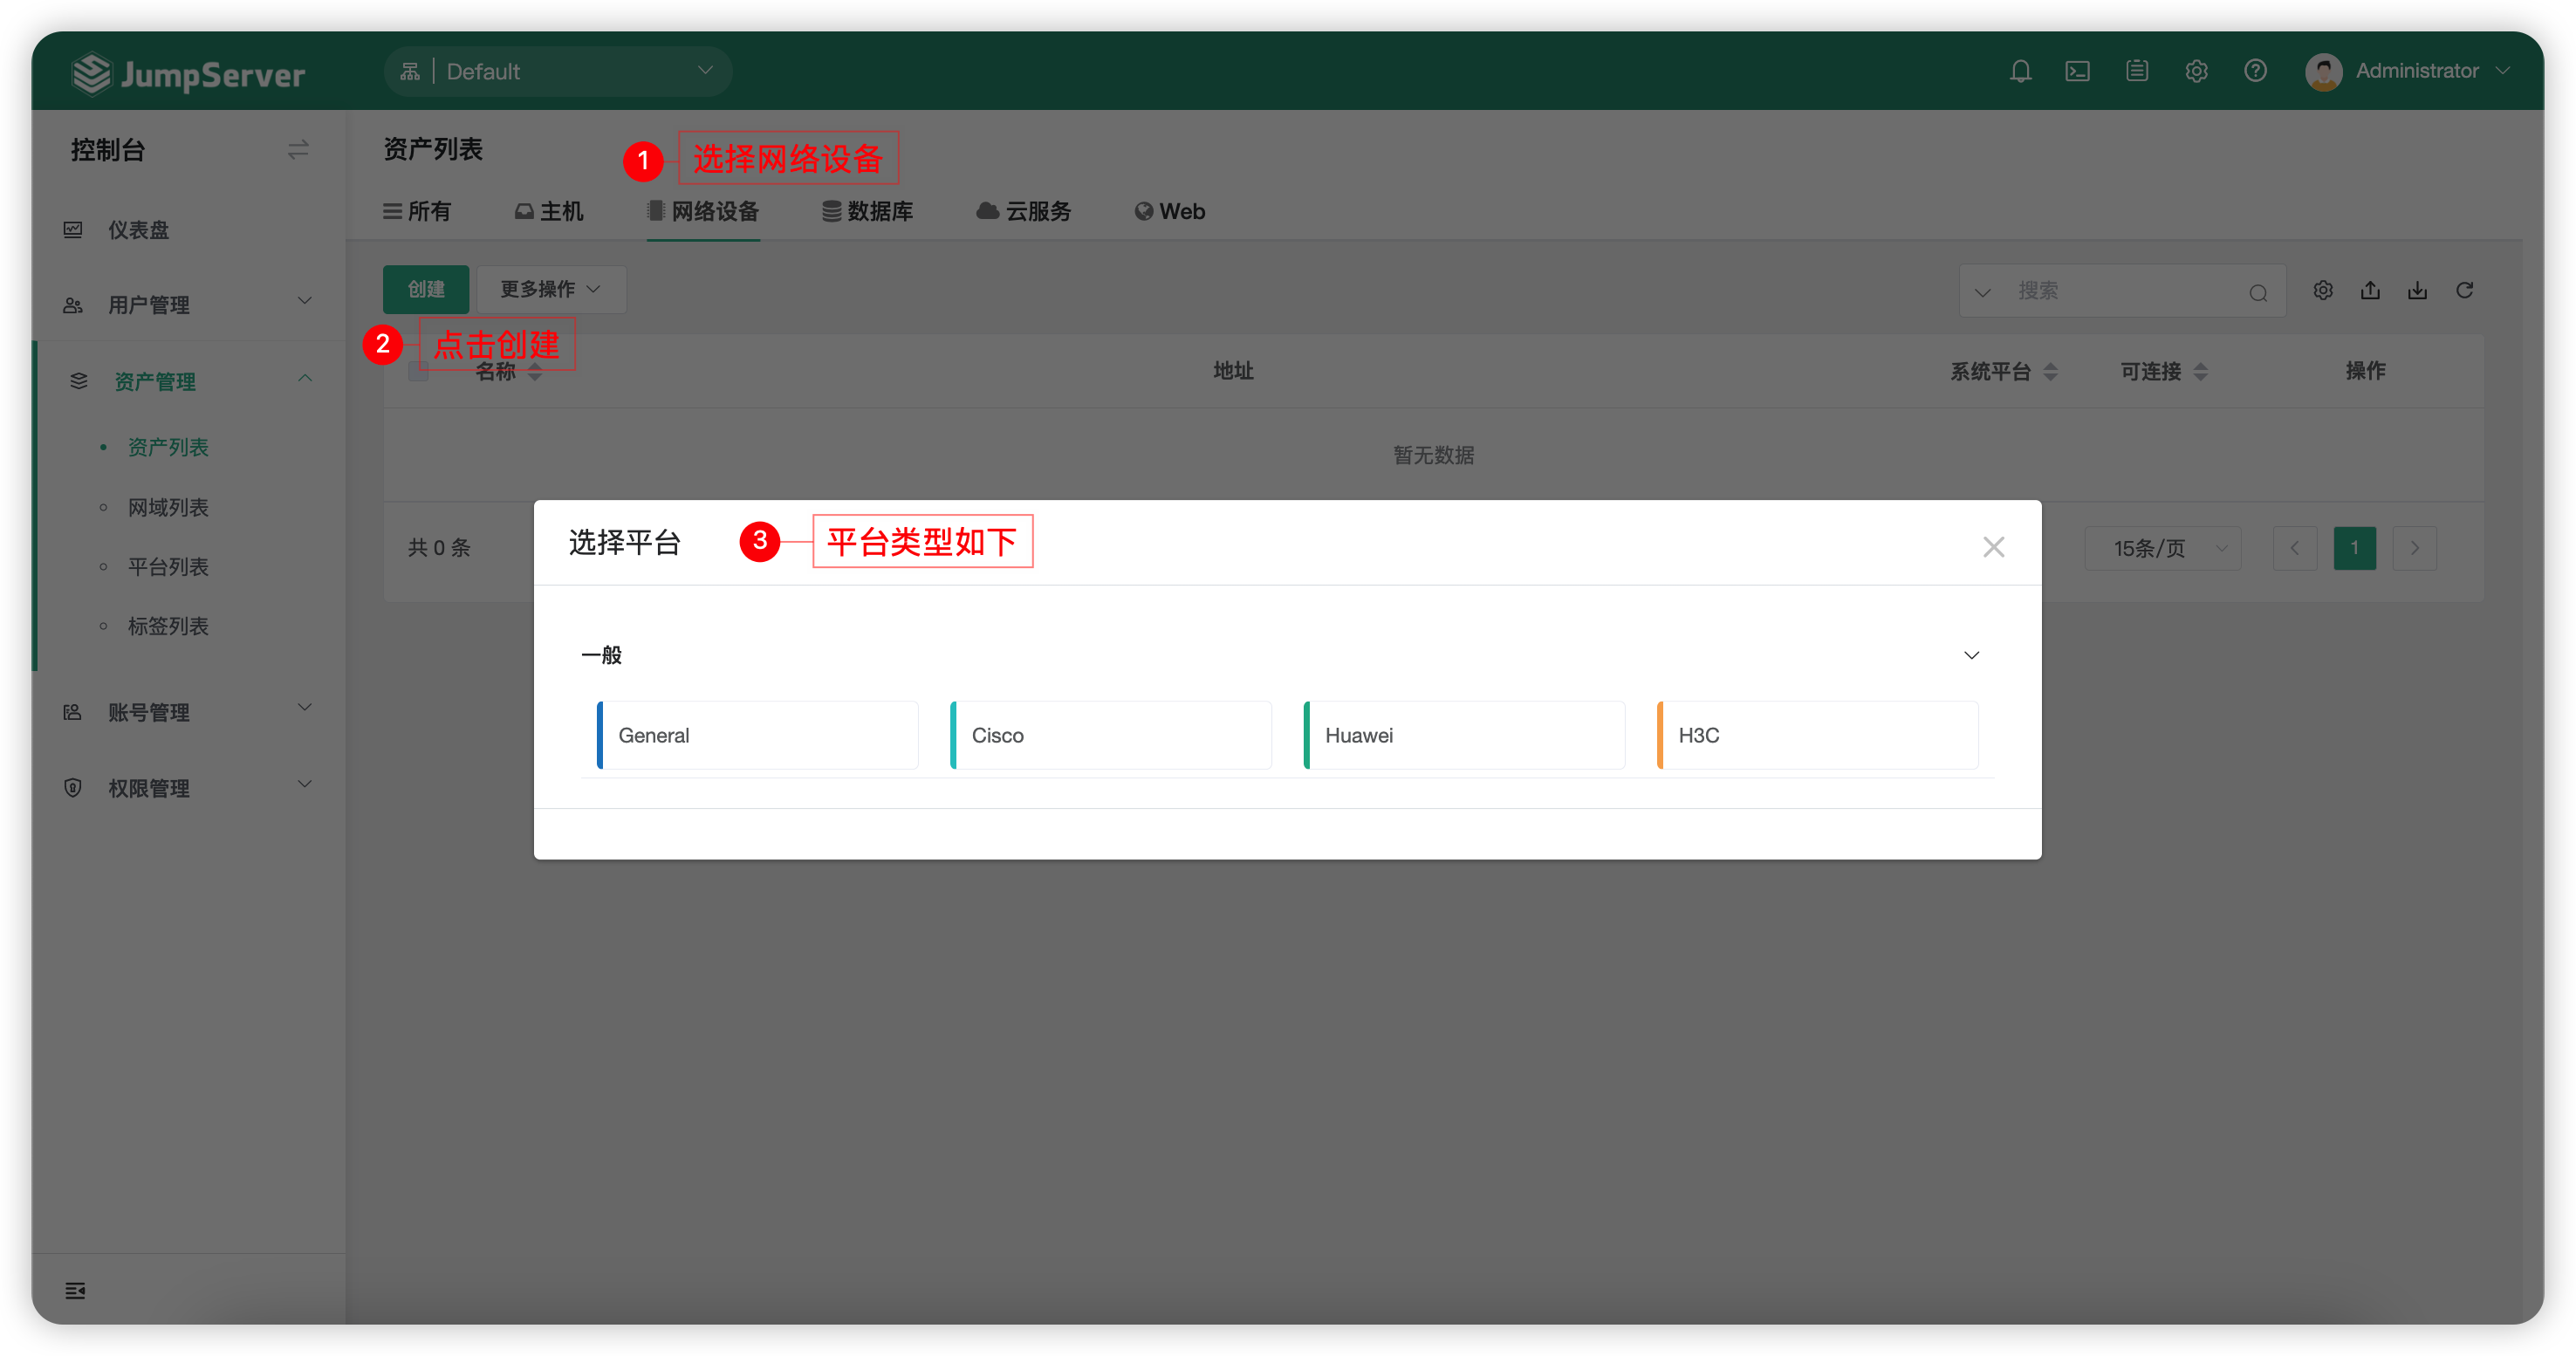 JumpServer
Default
Administrator
控制台
资产列表
1 选择网络设备
所有 主机 网络设备 数据库 云服务 Web
仪表盘
用户管理
创建 更多操作
搜索
2 点击创建
名称 地址 系统平台 可连接 操作
资产管理
暂无数据
资产列表
网域列表
平台列表
标签列表
共 0 条
15条/页
1
选择平台
3 平台类型如下
一般
General Cisco Huawei H3C
账号管理
权限管理